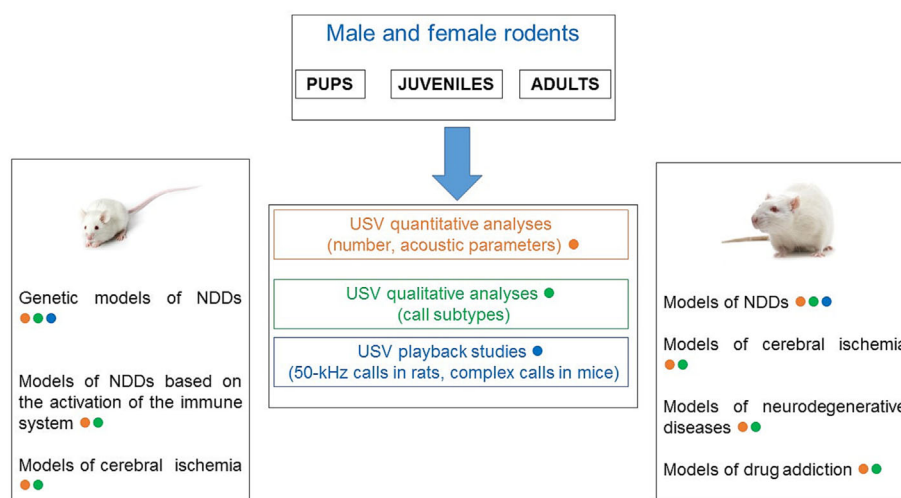 Male and female rodents
PUPS
JUVENILES
ADULTS
USV quantitative analyses
(number, acoustic parameters)
USV qualitative analyses
(call subtypes)
USV playback studies
(50-kHz calls in rats, complex calls in mice)
Genetic models of NDDs
Models of NDDs based on
the activation of the immune
system
Models of cerebral ischemia
Models of NDDs
Models of cerebral ischemia
Models of neurodegenerative
diseases
Models of drug addiction